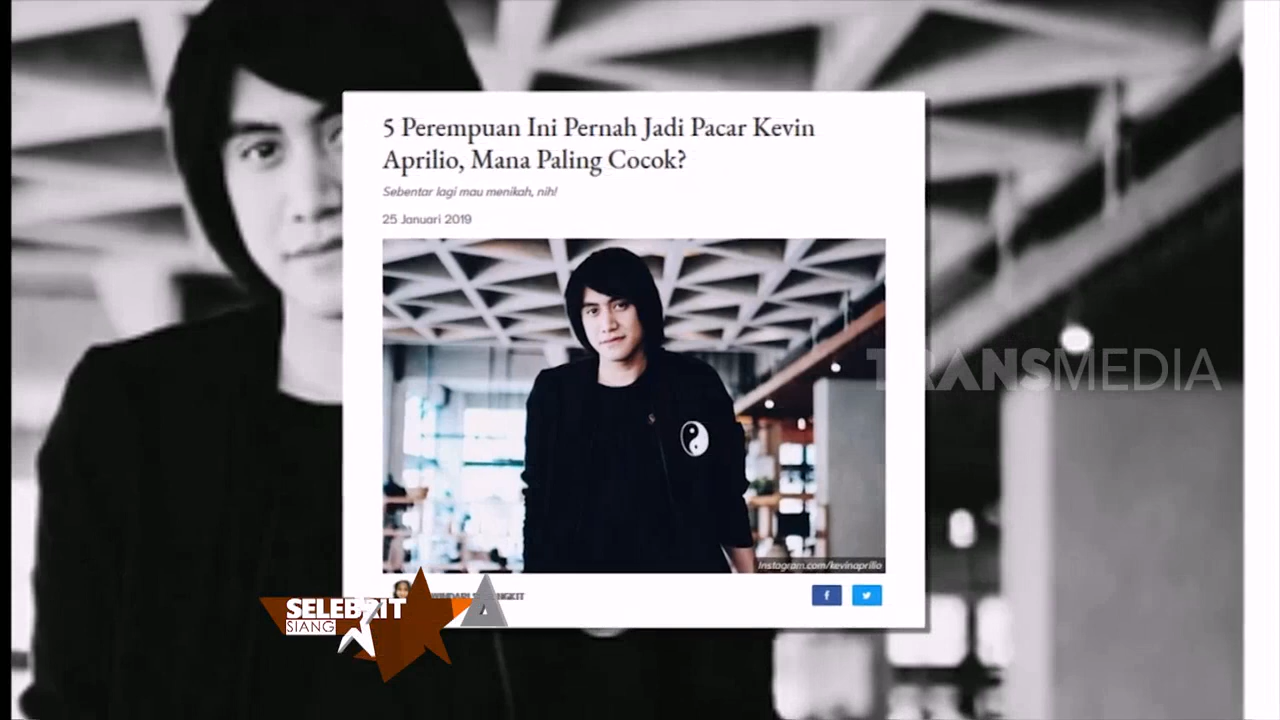 5 Perempuan Ini Pernah Jadi Pacar Kevin
Aprilio, Mana Paling Cocok?
Sebentar lagi mau menikah, nih!
25 Januari 2019
TRANSMEDIA
Instagram.com/kevinaprilio
SELEBRIT
SIANG